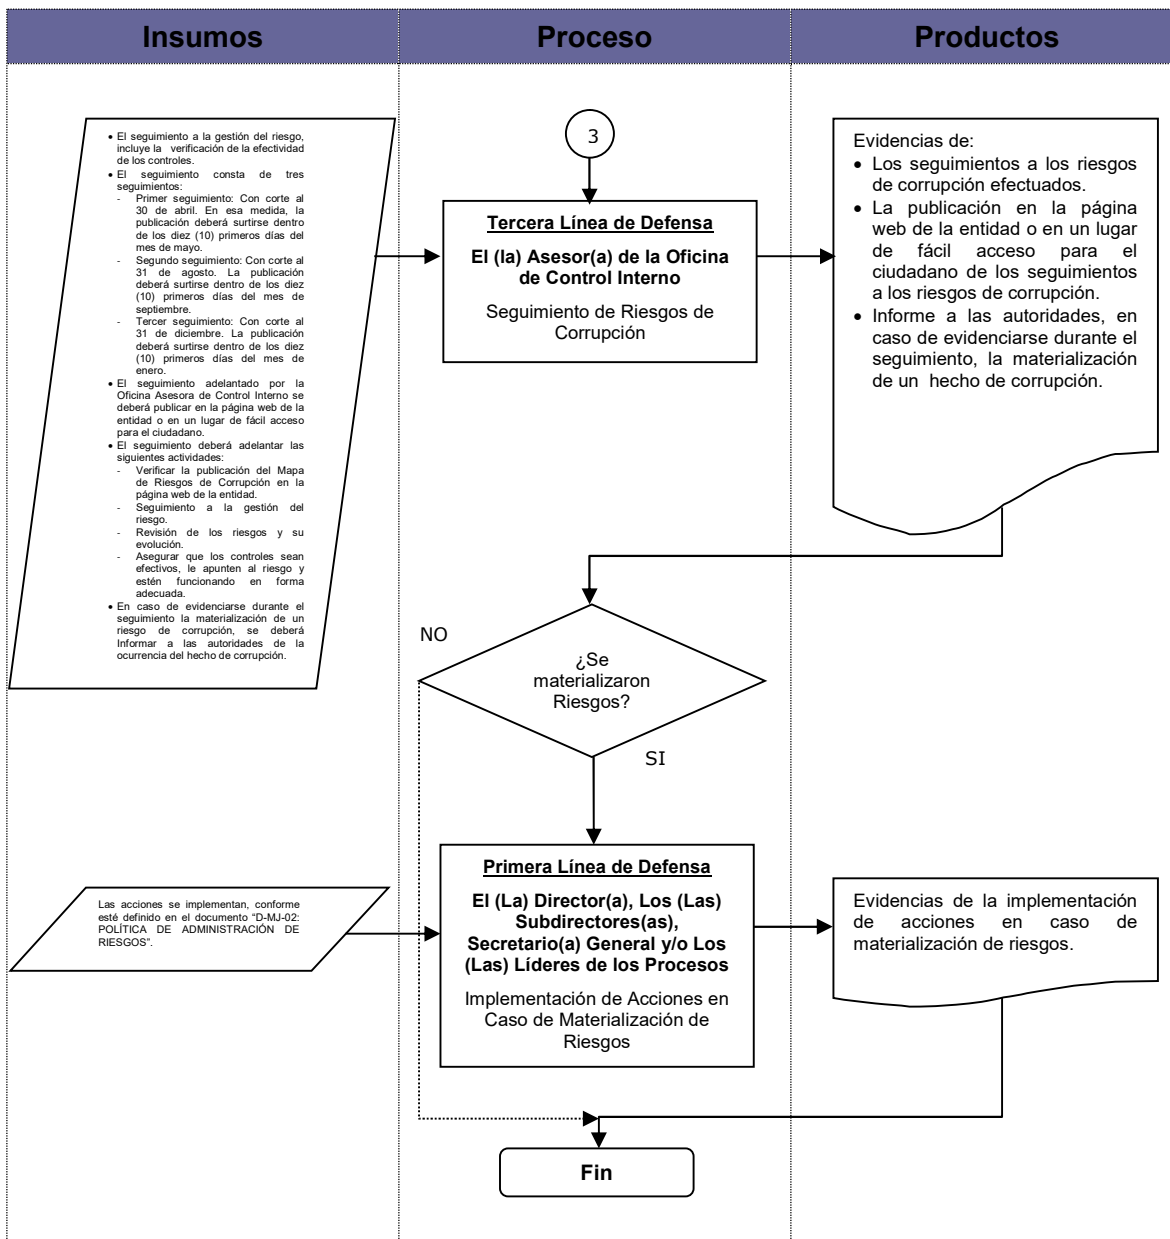 Insumos
Proceso
Productos
• El seguimiento a la gestión del riesgo,
incluye la verificación de la efectividad
de los controles.
• El seguimiento consta de tres
seguimientos:
- Primer seguimiento: Con corte al
30 de abril. En esa medida, la
publicación deberá surtirse dentro
de los diez (10) primeros días del
mes de mayo.
- Segundo seguimiento: Con corte al
31 de agosto. La publicación
deberá surtirse dentro de los diez
(10) primeros días del mes de
septiembre.
- Tercer seguimiento: Con corte al
31 de diciembre. La publicación
deberá surtirse dentro de los diez
(10) primeros días del mes de
enero.
• El seguimiento adelantado por la
Oficina Asesora de Control Interno se
deberá publicar en la página web de la
entidad o en un lugar de fácil acceso
para el ciudadano.
• El seguimiento deberá adelantar las
siguientes actividades:
- Verificar la publicación del Mapa
de Riesgos de Corrupción en la
página web de la entidad.
- Seguimiento a la gestión del
riesgo.
- Revisión de los riesgos y su
evolución.
- Asegurar que los controles sean
efectivos, le apunten al riesgo y
estén funcionando en forma
adecuada.
• En caso de evidenciarse durante el
seguimiento la materialización de un
riesgo de corrupción, se deberá
Informar a las autoridades de la
ocurrencia del hecho de corrupción.
3
Tercera Línea de Defensa
El (la) Asesor(a) de la Oficina
de Control Interno
Seguimiento de Riesgos de
Corrupción
Evidencias de:
• Los seguimientos a los riesgos
de corrupción efectuados.
• La publicación en la página
web de la entidad o en un lugar
de fácil acceso para el
ciudadano de los seguimientos
a los riesgos de corrupción.
• Informe a las autoridades, en
caso de evidenciarse durante el
seguimiento, la materialización
de un hecho de corrupción.
NO
¿Se
materializaron
Riesgos?
SI
Las acciones se implementan, conforme
esté definido en el documento “D-MJ-02:
POLÍTICA DE ADMINISTRACIÓN DE
RIESGOS”.
Primera Línea de Defensa
El (La) Director(a), Los (Las)
Subdirectores(as),
Secretario(a) General y/o Los
(Las) Líderes de los Procesos
Implementación de Acciones en
Caso de Materialización de
Riesgos
Evidencias de la implementación
de acciones en caso de
materialización de riesgos.
Fin